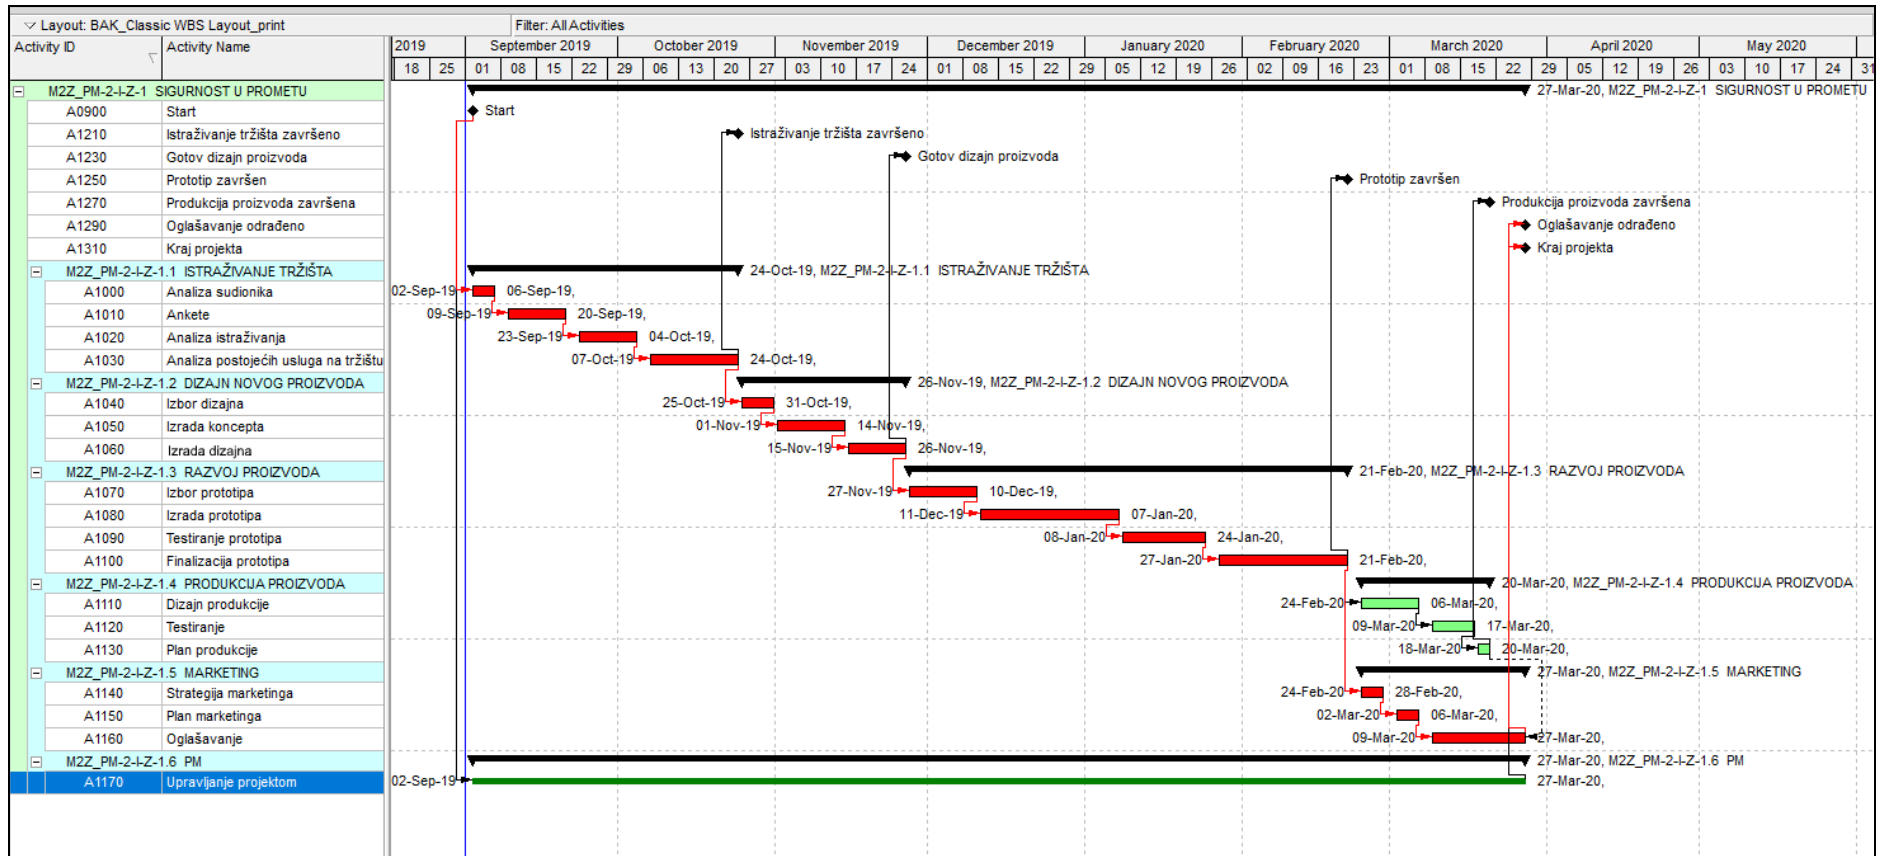 Layout: BAK_Classic WBS Layout_print Filter: All Activities
Activity ID Activity Name 2019 September 2019 October 2019 November 2019 December 2019 January 2020 February 2020 March 2020 April 2020 May 2020
18 25 01 08 15 22 29 06 13 20 27 03 10 17 24 01 08 15 22 29 05 12 19 26 02 09 16 23 01 08 15 22 29 05 12 19 26 03 10 17 24 31
M2Z_PM-2-I-Z-1 SIGURNOST U PROMETU 27-Mar-20, M2Z_PM-2-I-Z-1 SIGURNOST U PROMETU
A0900 Start Start
A1210 Istraživanje tržišta završeno Istraživanje tržišta završeno
A1230 Gotov dizajn proizvoda Gotov dizajn proizvoda
A1250 Prototip završen Prototip završen
A1270 Produkcija proizvoda završena Produkcija proizvoda završena
A1290 Oglašavanje odrađeno Oglašavanje odrađeno
A1310 Kraj projekta Kraj projekta
M2Z_PM-2-I-Z-1.1 ISTRAŽIVANJE TRŽIŠTA 24-Oct-19, M2Z_PM-2-I-Z-1.1 ISTRAŽIVANJE TRŽIŠTA
A1000 Analiza sudionika 02-Sep-19 06-Sep-19,
A1010 Ankete 09-Sep-19 20-Sep-19,
A1020 Analiza istraživanja 23-Sep-19 04-Oct-19,
A1030 Analiza postojećih usluga na tržištu 07-Oct-19 24-Oct-19,
M2Z_PM-2-I-Z-1.2 DIZAJN NOVOG PROIZVODA 26-Nov-19, M2Z_PM-2-I-Z-1.2 DIZAJN NOVOG PROIZVODA
A1040 Izbor dizajna 25-Oct-19 31-Oct-19,
A1050 Izrada koncepta 01-Nov-19 14-Nov-19,
A1060 Izrada dizajna 15-Nov-19 26-Nov-19,
M2Z_PM-2-I-Z-1.3 RAZVOJ PROIZVODA 21-Feb-20, M2Z_PM-2-I-Z-1.3 RAZVOJ PROIZVODA
A1070 Izbor prototipa 27-Nov-19 10-Dec-19,
A1080 Izrada prototipa 11-Dec-19 07-Jan-20,
A1090 Testiranje prototipa 08-Jan-20 24-Jan-20,
A1100 Finalizacija prototipa 27-Jan-20 21-Feb-20,
M2Z_PM-2-I-Z-1.4 PRODUKCIJA PROIZVODA 20-Mar-20, M2Z_PM-2-I-Z-1.4 PRODUKCIJA PROIZVODA
A1110 Dizajn produkcije 24-Feb-20 06-Mar-20,
A1120 Testiranje 09-Mar-20 17-Mar-20,
A1130 Plan produkcije 18-Mar-20 20-Mar-20,
M2Z_PM-2-I-Z-1.5 MARKETING 27-Mar-20, M2Z_PM-2-I-Z-1.5 MARKETING
A1140 Strategija marketinga 24-Feb-20 28-Feb-20,
A1150 Plan marketinga 02-Mar-20 06-Mar-20,
A1160 Oglašavanje 09-Mar-20 27-Mar-20,
M2Z_PM-2-I-Z-1.6 PM 27-Mar-20, M2Z_PM-2-I-Z-1.6 PM
A1170 Upravljanje projektom 02-Sep-19 27-Mar-20,